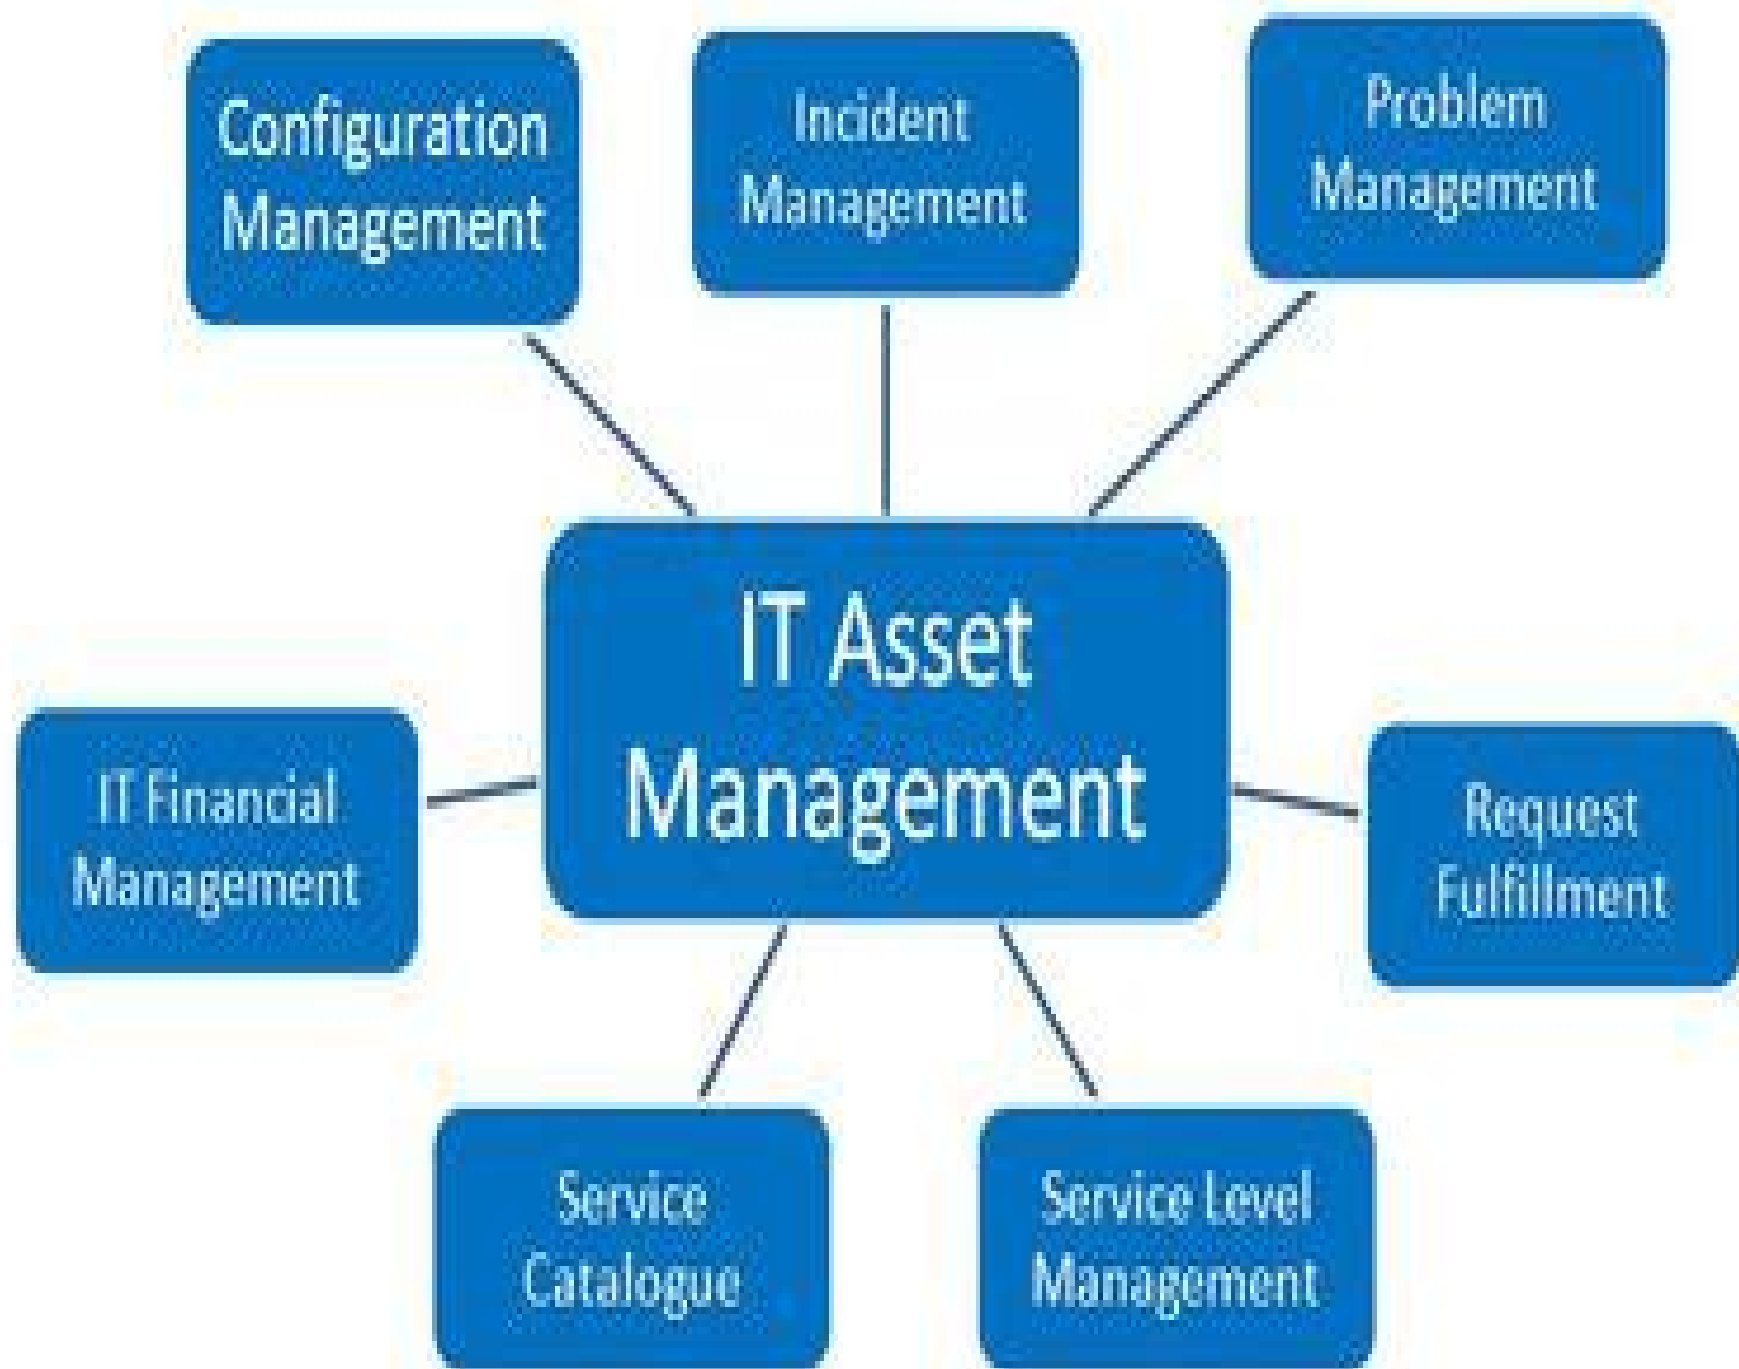 Configuration
Management
Incident
Management
Problem
Management
IT Asset
Management
IT Financial
Management
Request
Fulfillment
Service
Catalogue
Service Level
Management